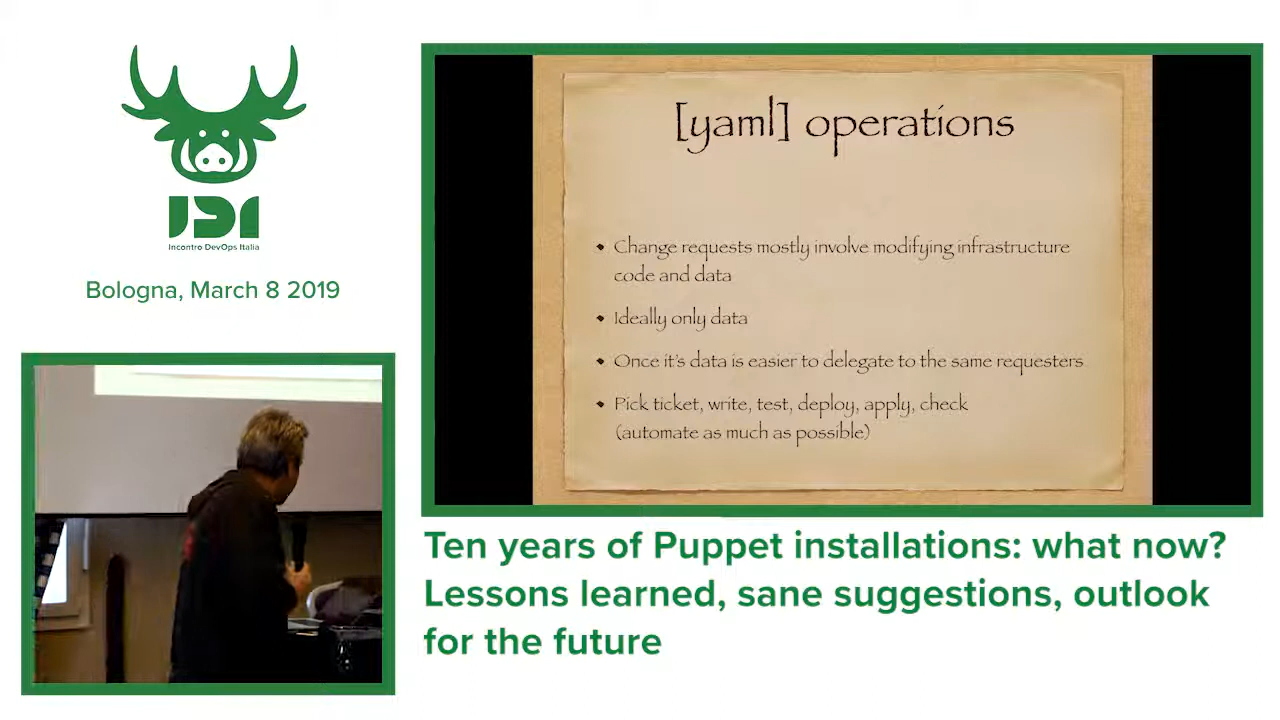 IDI
Incontro DevOps Italia
Bologna, March 8 2019
[yaml] operations
Change requests mostly involve modifying infrastructure
code and data
Ideally only data
Once it's data is easier to delegate to the same requesters
Pick ticket, write, test, deploy, apply, check
(automate as much as possible)
Ten years of Puppet installations: what now?
Lessons learned, sane suggestions, outlook
for the future